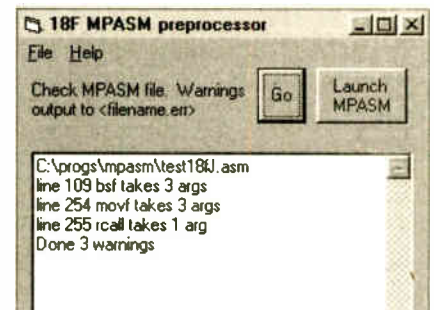 18F MPASM preprocessor
File Help
Check MPASM file. Warnings
output to <filename.err>
Go
Launch
MPASM
C:\progs\mpasm\test18fJ.asm
line 109 bsf takes 3 args
line 254 movf takes 3 args
line 255 rcall takes 1 arg
Done 3 warnings